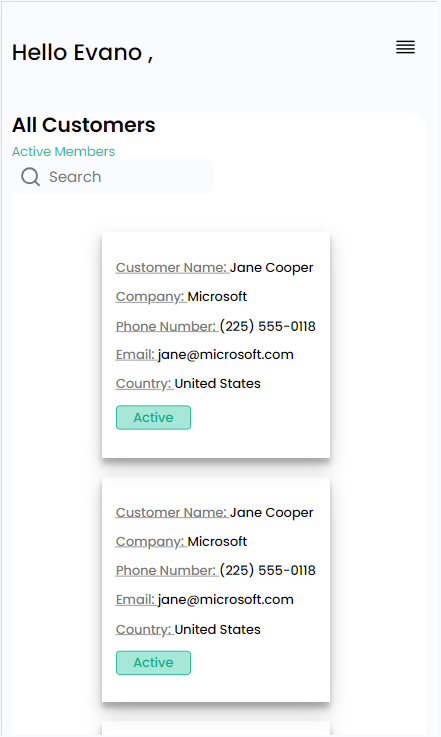 Hello Evano ,
All Customers
Active Members
Search
Customer Name: Jane Cooper
Company: Microsoft
Phone Number: (225) 555-0118
Email: jane@microsoft.com
Country: United States
Active
Customer Name: Jane Cooper
Company: Microsoft
Phone Number: (225) 555-0118
Email: jane@microsoft.com
Country: United States
Active